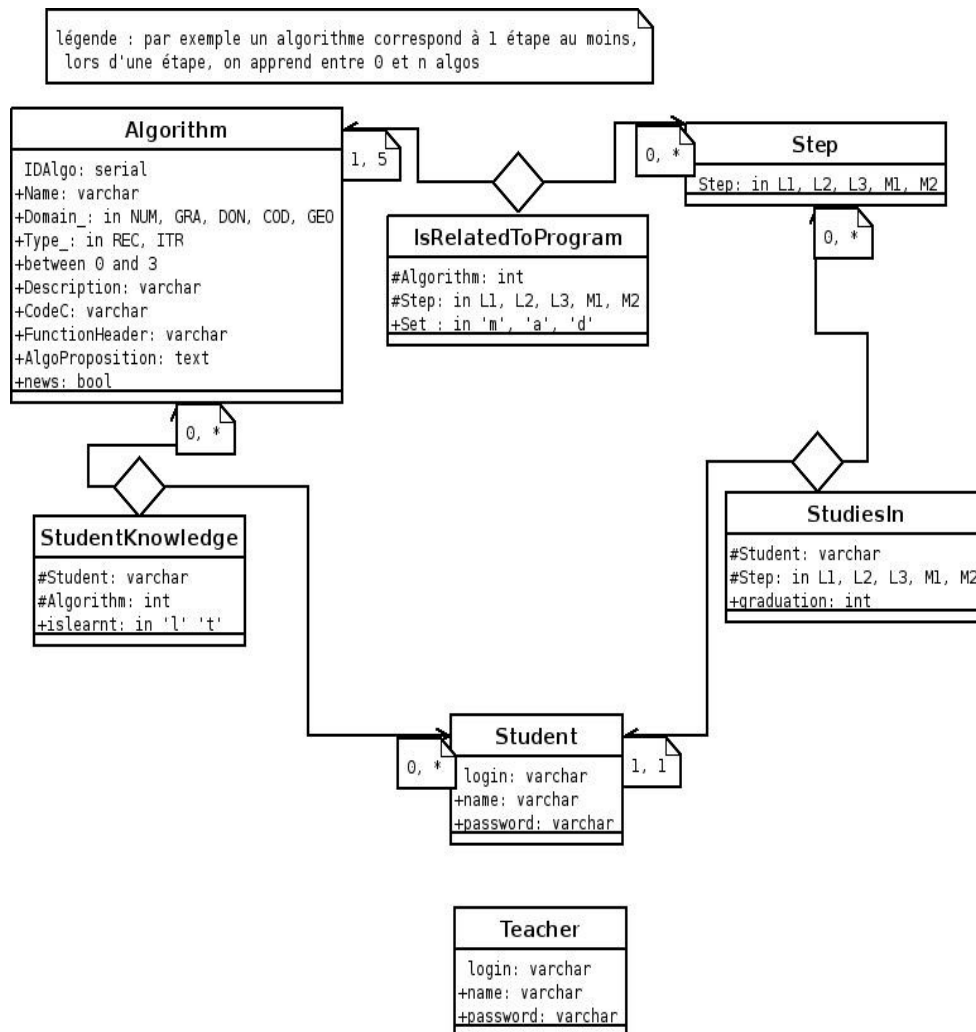 légende : par exemple un algorithme correspond à 1 étape au moins,
lors d'une étape, on apprend entre 0 et n algos
Algorithm
IDAlgo: serial
+Name: varchar
+Domain_: in NUM, GRA, DON, COD, GEO
+Type_: in REC, ITR
+between 0 and 3
+Description: varchar
+CodeC: varchar
+FunctionHeader: varchar
+AlgoProposition: text
+news: bool
1, 5
0, *
Step
Step: in L1, L2, L3, M1, M2
0, *
IsRelatedToProgram
#Algorithm: int
#Step: in L1, L2, L3, M1, M2
+Set : in 'm', 'a', 'd'
0, *
StudentKnowledge
#Student: varchar
#Algorithm: int
+islearnt: in 'l' 't'
StudiesIn
#Student: varchar
#Step: in L1, L2, L3, M1, M2
+graduation: int
0, *
Student
login: varchar
+name: varchar
+password: varchar
1, 1
Teacher
login: varchar
+name: varchar
+password: varchar